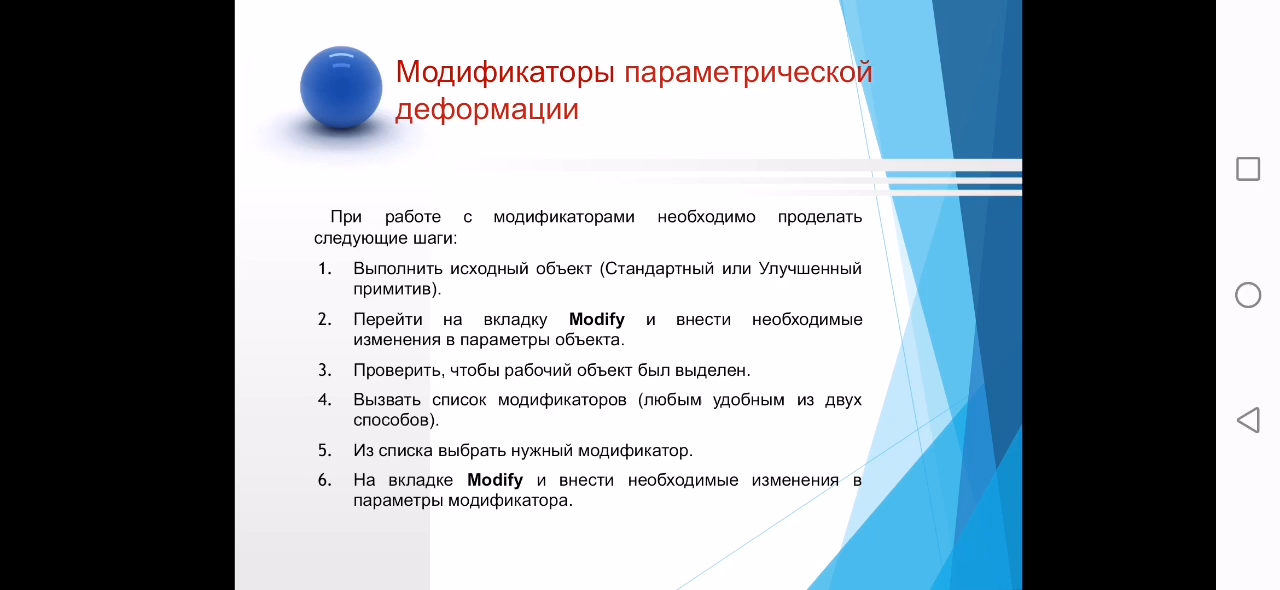 Модификаторы параметрической
деформации
При работе с модификаторами необходимо проделать
следующие шаги:
1. Выполнить исходный объект (Стандартный или Улучшенный
примитив).
2. Перейти на вкладку Modify и внести необходимые
изменения в параметры объекта.
3. Проверить, чтобы рабочий объект был выделен.
4. Вызвать список модификаторов (любым удобным из двух
способов).
5. Из списка выбрать нужный модификатор.
6. На вкладке Modify и внести необходимые изменения в
параметры модификатора.